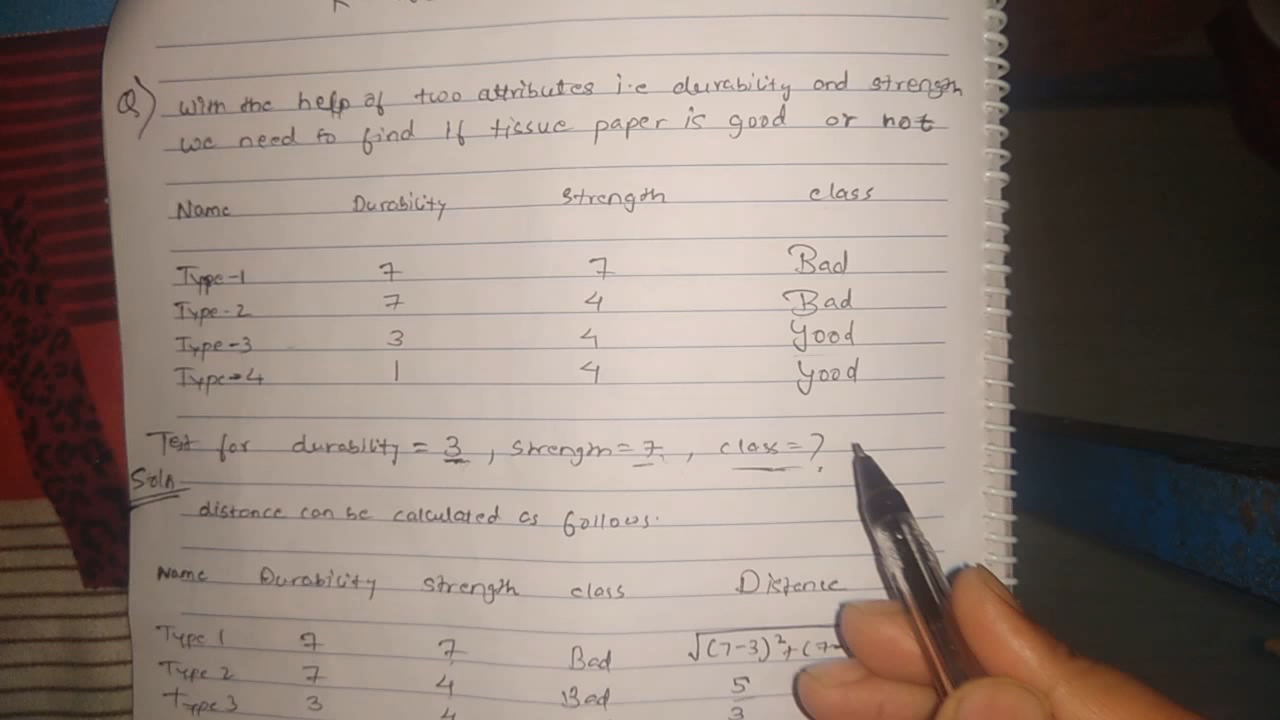 Q) With the help of two attributes i.e durability and strength
we need to find if tissue paper is good or not
Name Durability Strength class
Type-1 7 7 Bad
Type-2 7 4 Bad
Type-3 3 4 Good
Type-4 1 4 Good
Test for durability = 3, strength = 7, class = ?
Soln
distance can be calculated as follows.
Name Durability Strength class Distance
Type 1 7 7 Bad √(7-3)²+(7-
Type 2 7 4 Bad 5
Type 3 3 4 3